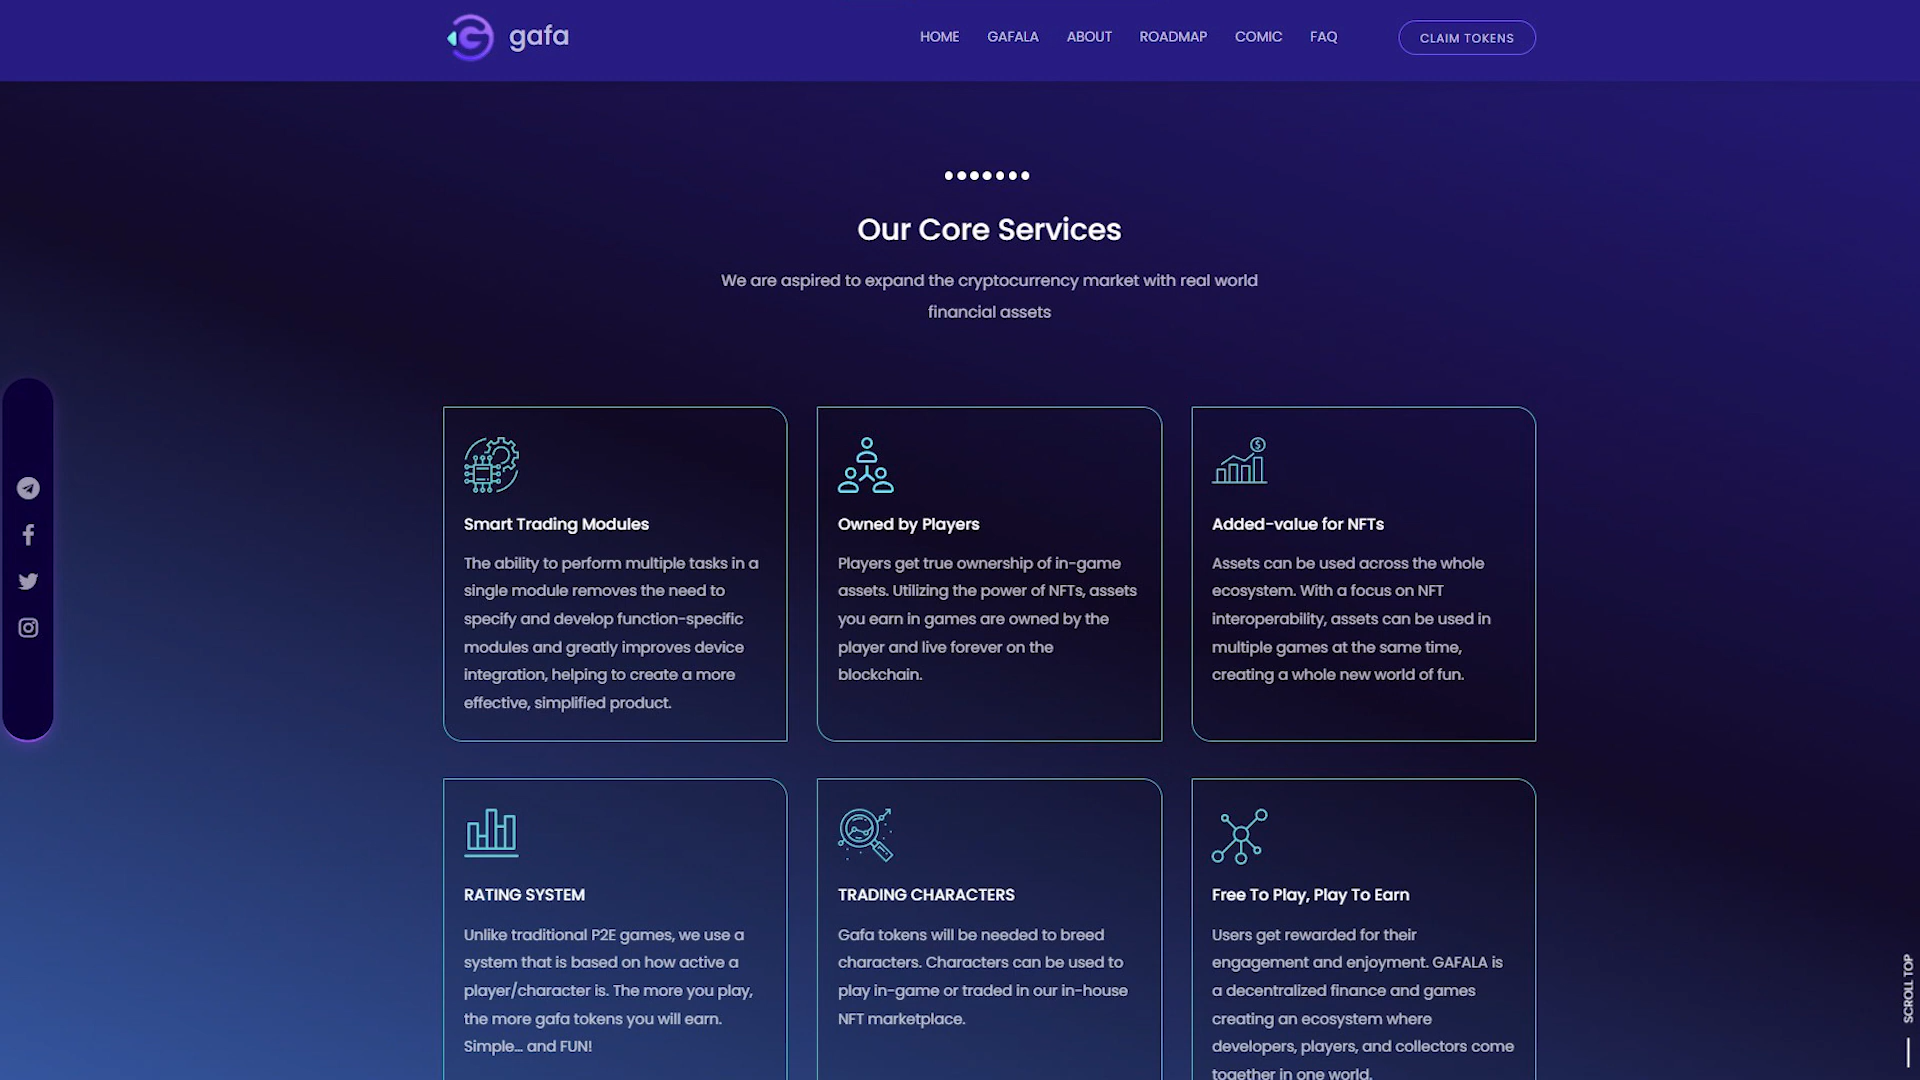 gafa
HOME GAFALA ABOUT ROADMAP COMIC FAQ CLAIM TOKENS
Our Core Services
We are aspired to expand the cryptocurrency market with real world
financial assets
Smart Trading Modules
The ability to perform multiple tasks in a
single module removes the need to
specify and develop function-specific
modules and greatly improves device
integration, helping to create a more
effective, simplified product.
Owned by Players
Players get true ownership of in-game
assets. Utilizing the power of NFTs, assets
you earn in games are owned by the
player and live forever on the
blockchain.
Added-value for NFTs
Assets can be used across the whole
ecosystem. With a focus on NFT
interoperability, assets can be used in
multiple games at the same time,
creating a whole new world of fun.
RATING SYSTEM
Unlike traditional P2E games, we use a
system that is based on how active a
player/character is. The more you play,
the more gafa tokens you will earn.
Simple... and FUN!
TRADING CHARACTERS
Gafa tokens will be needed to breed
characters. Characters can be used to
play in-game or traded in our in-house
NFT marketplace.
Free To Play, Play To Earn
Users get rewarded for their
engagement and enjoyment. GAFALA is
a decentralized finance and games
creating an ecosystem where
developers, players, and collectors come
together in one world.
SCROLL TOP